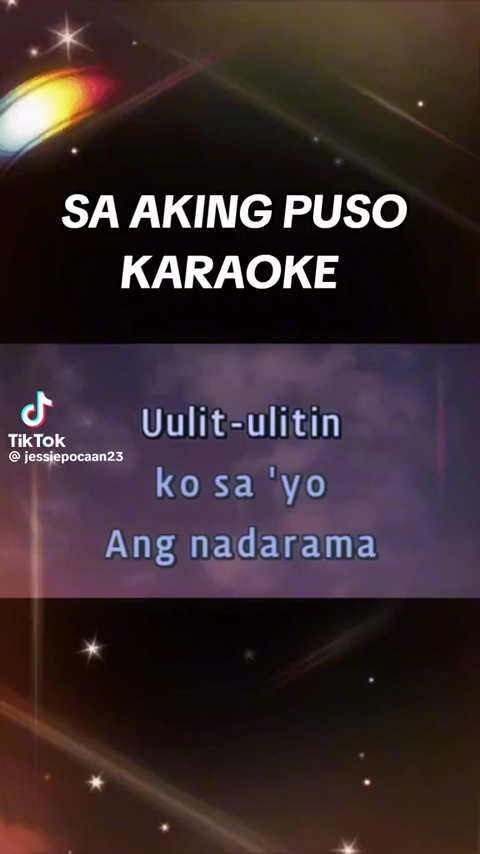 SA AKING PUSO
KARAOKE
TikTok
@ jessiepocaan23
Uulit-ulitin
ko sa 'yo
Ang nadarama